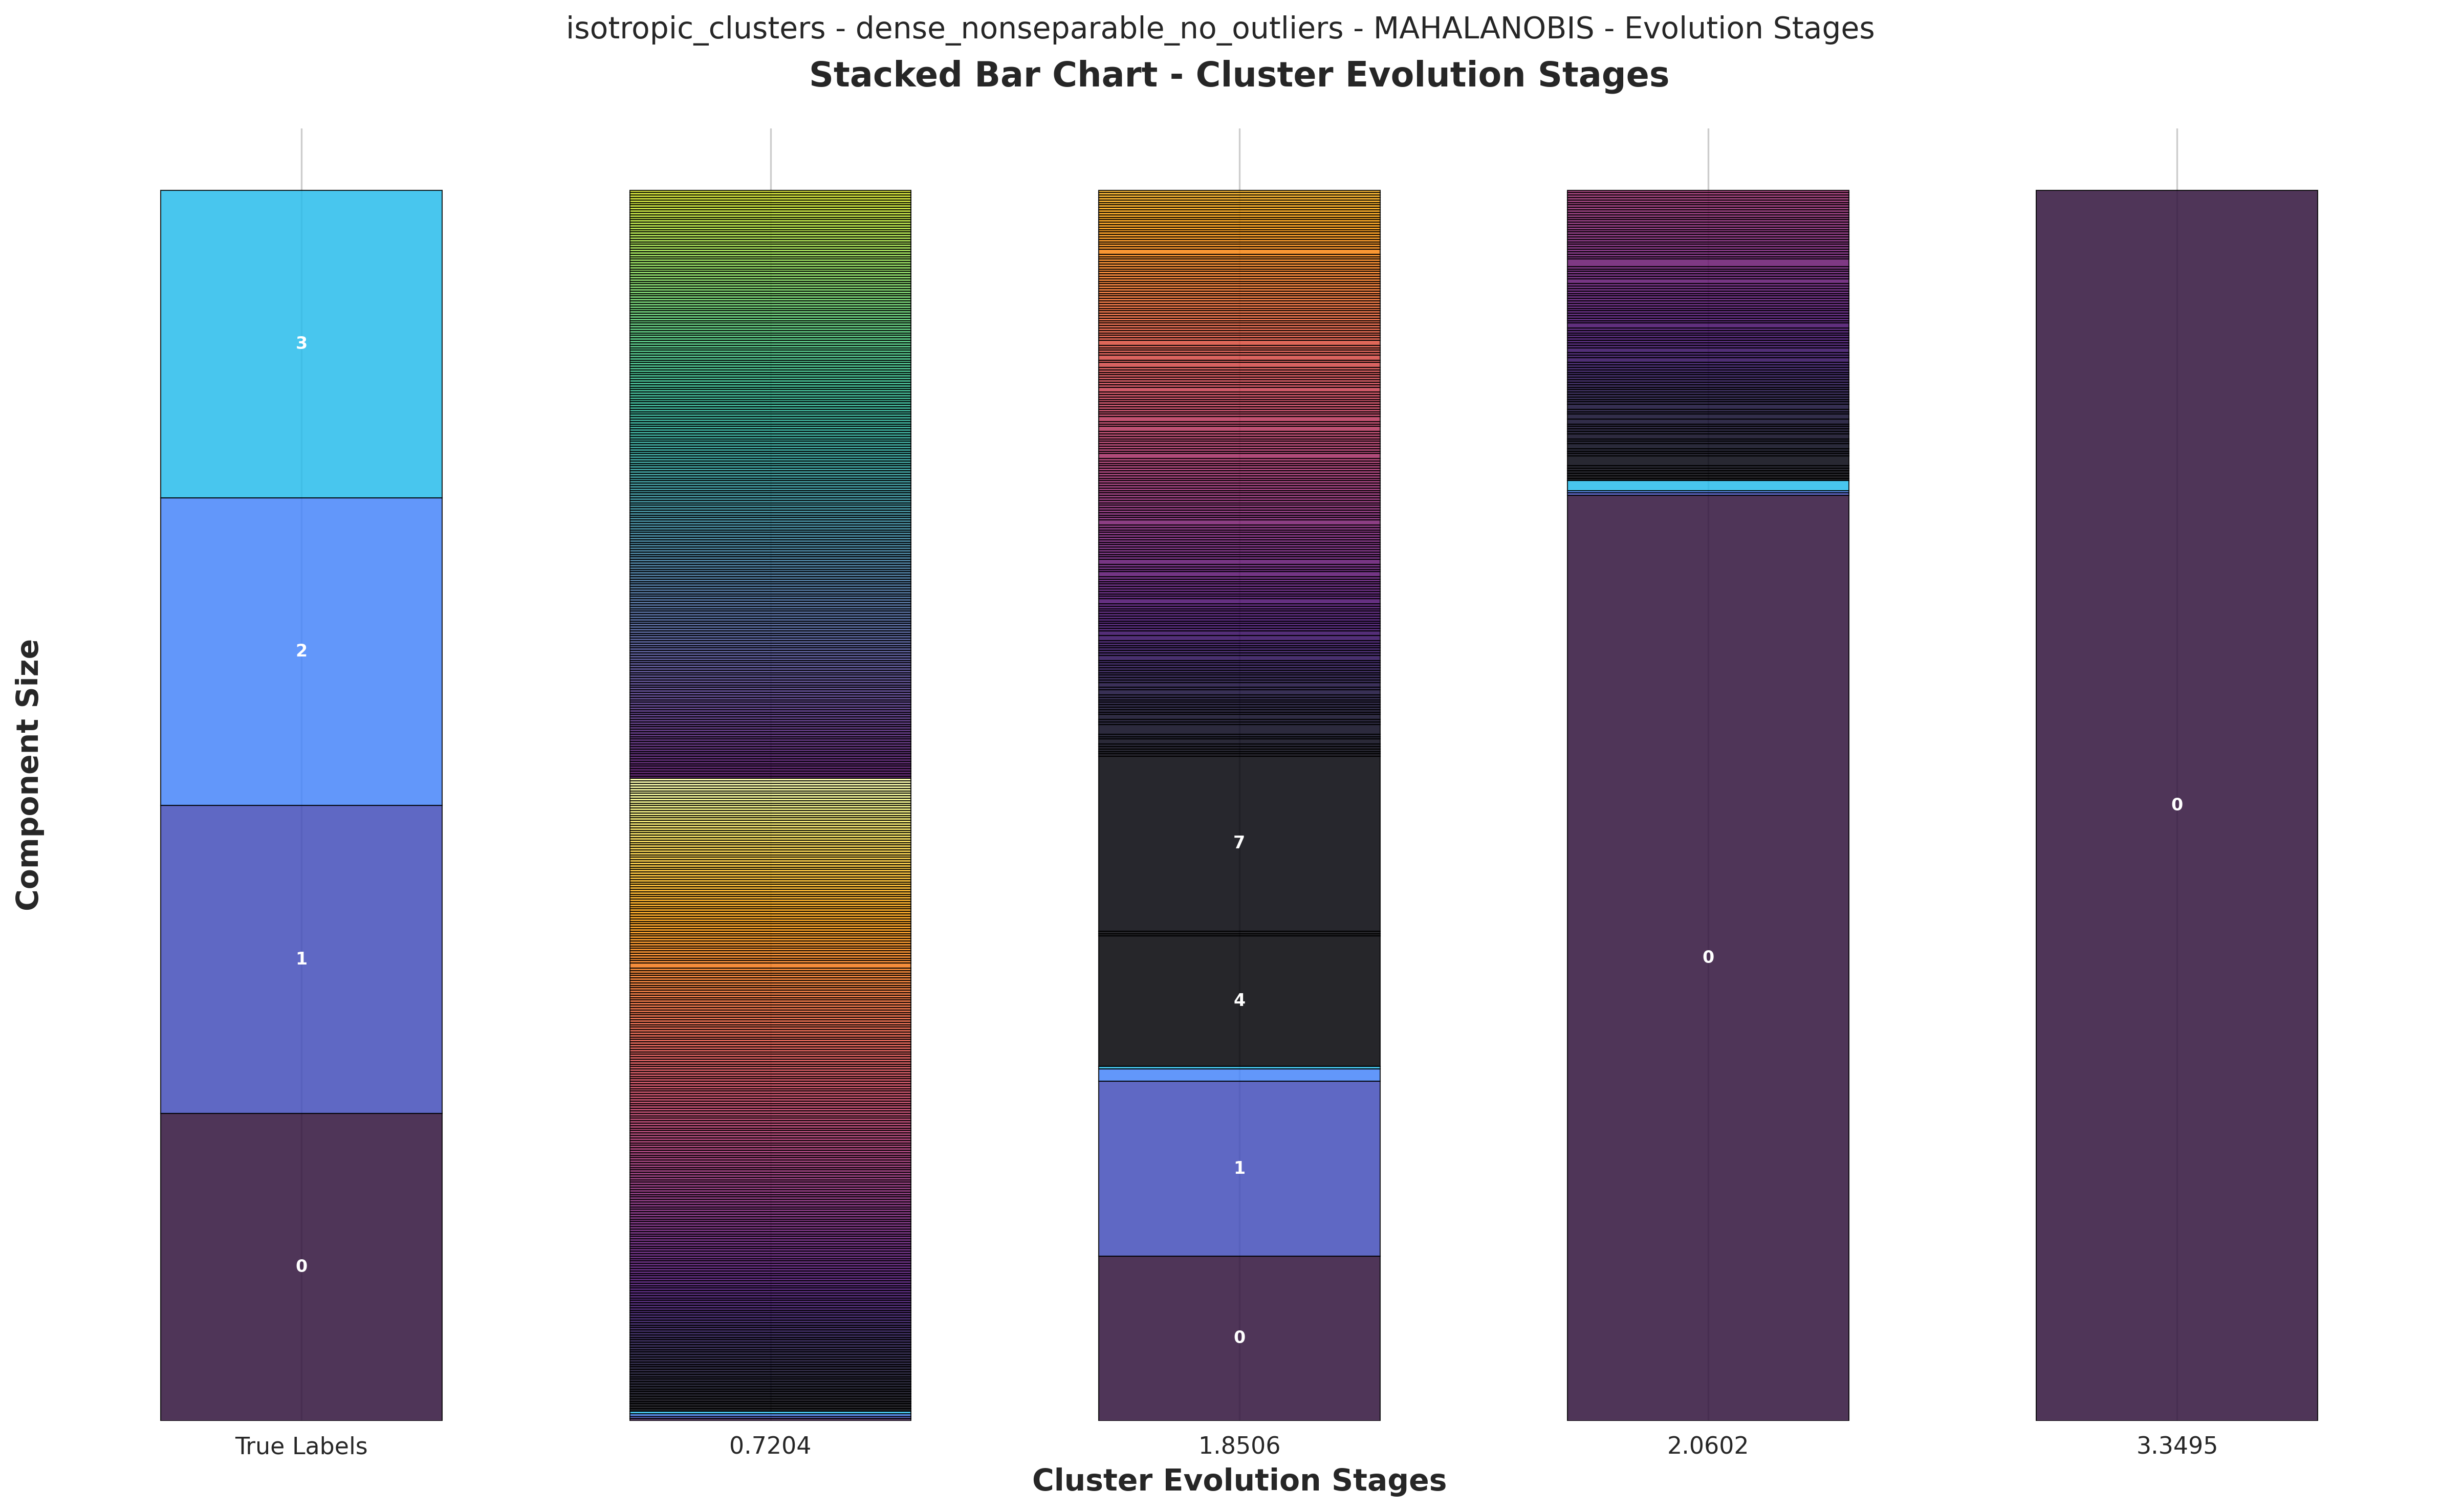 isotropic_clusters - dense_nonseparable_no_outliers - MAHALANOBIS - Evolution Stages
Stacked Bar Chart - Cluster Evolution Stages
Component Size
3
2
1
0
7
4
1
0
0
0
True Labels
0.7204
1.8506
2.0602
3.3495
Cluster Evolution Stages